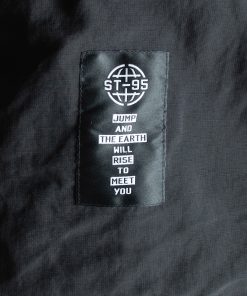 ST-95
JUMP
AND
THE EARTH
WILL
RISE
TO
MEET
YOU